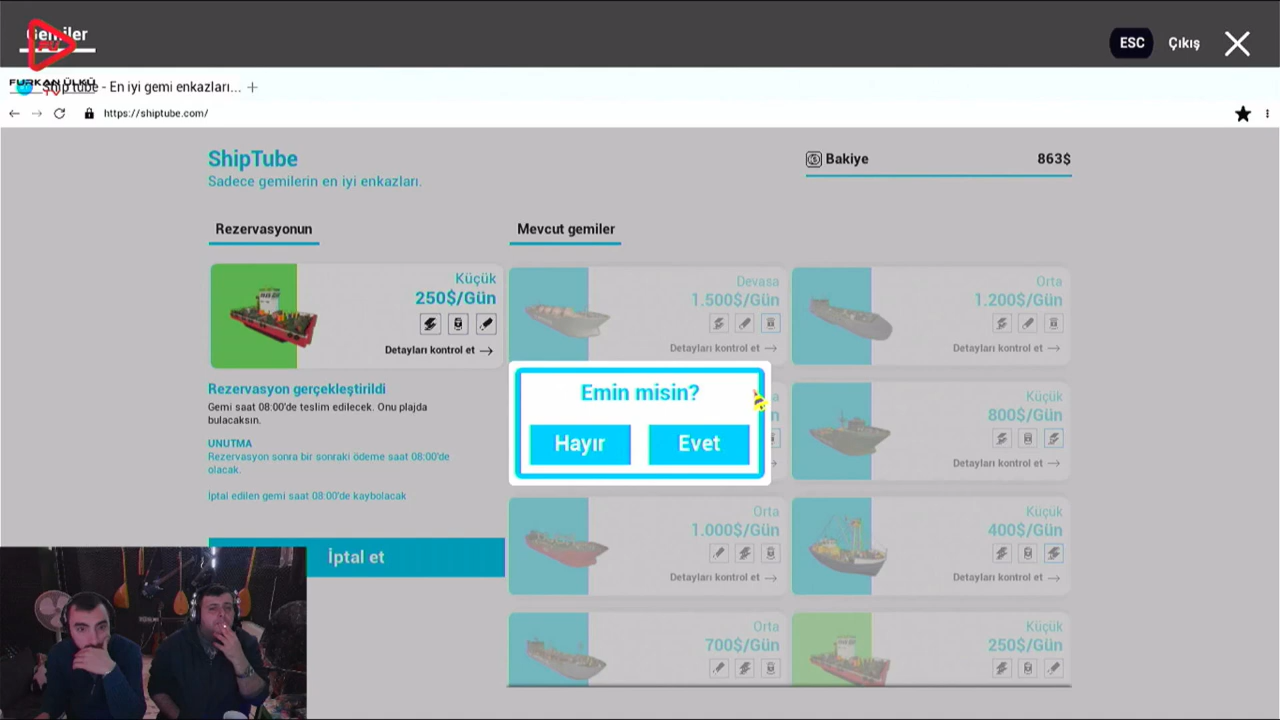 Gemiler
ESC
Çıkış
FURKAN ÜLKÜ
TV
Ship tube - En iyi gemi enkazları...
https://shiptube.com/
ShipTube
Sadece gemilerin en iyi enkazları.
Bakiye
863$
Rezervasyonun
Mevcut gemiler
Küçük
250$/Gün
Detayları kontrol et
Rezervasyon gerçekleştirildi
Gemi saat 08:00'de teslim edilecek. Onu plajda
bulacaksın.
UNUTMA
Rezervasyon sonra bir sonraki ödeme saat 08:00'de
olacak.
İptal edilen gemi saat 08:00'de kaybolacak
İptal et
Devasa
1.500$/Gün
Detayları kontrol et
Orta
1.200$/Gün
Detayları kontrol et
Emin misin?
Hayır
Evet
Küçük
800$/Gün
Detayları kontrol et
Orta
1.000$/Gün
Detayları kontrol et
Küçük
400$/Gün
Detayları kontrol et
Orta
700$/Gün
Küçük
250$/Gün